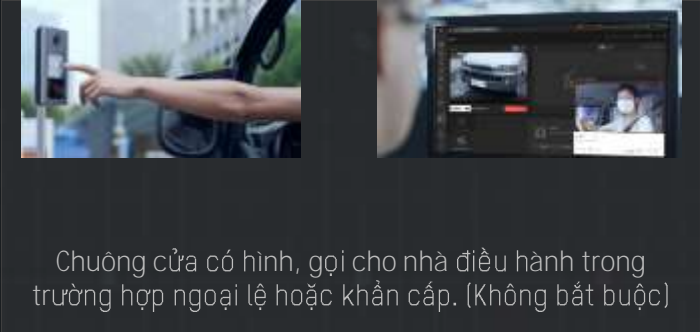 Chuông cửa có hình, gọi cho nhà điều hành trong
trường hợp ngoại lệ hoặc khẩn cấp. (Không bắt buộc)